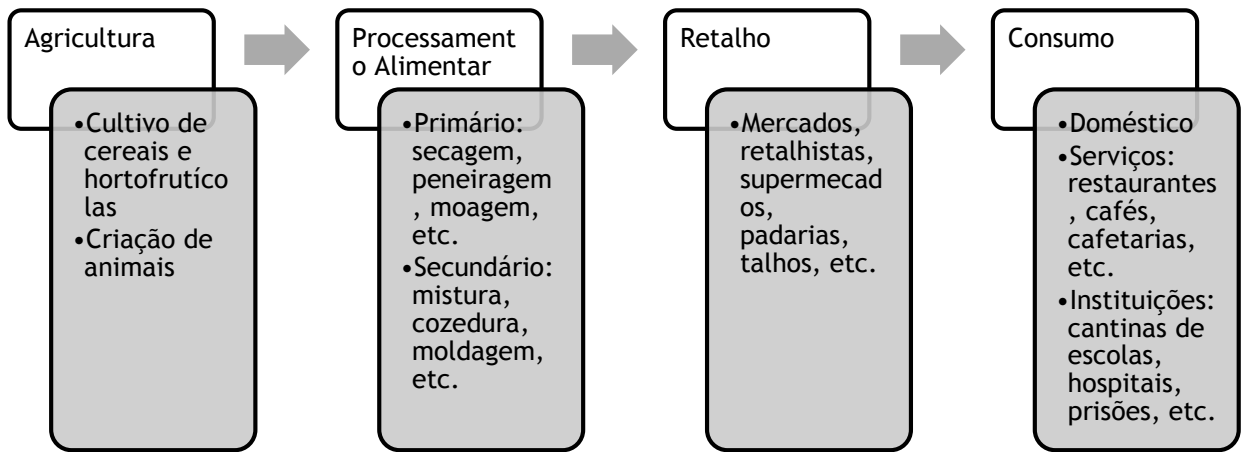 Agricultura
•Cultivo de
cereais e
hortofrutíco
las
•Criação de
animais
Processament
o Alimentar
•Primário:
secagem,
peneiragem
, moagem,
etc.
•Secundário:
mistura,
cozedura,
moldagem,
etc.
Retalho
•Mercados,
retalhistas,
supermecad
os,
padarias,
talhos, etc.
Consumo
•Doméstico
•Serviços:
restaurantes
, cafés,
cafetarias,
etc.
•Instituições:
cantinas de
escolas,
hospitais,
prisões, etc.